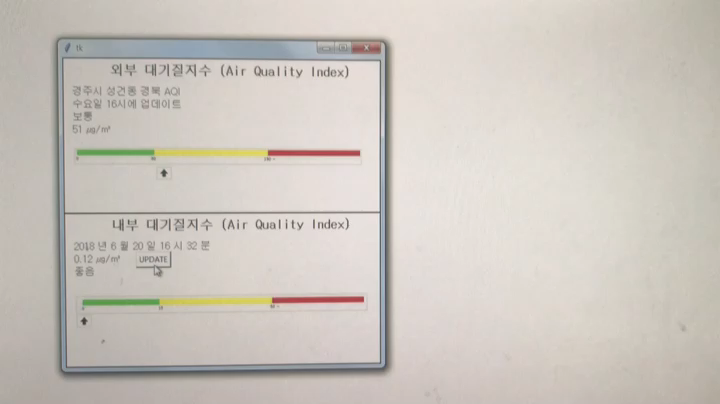 tk
외부 대기질지수 (Air Quality Index)
경주시 성건동 경북 AQI
수요일 16시에 업데이트
보통
51 ㎍/㎥
내부 대기질지수 (Air Quality Index)
2018 년 6 월 20 일 16 시 32 분
0.12 ㎍/㎥ UPDATE
좋음